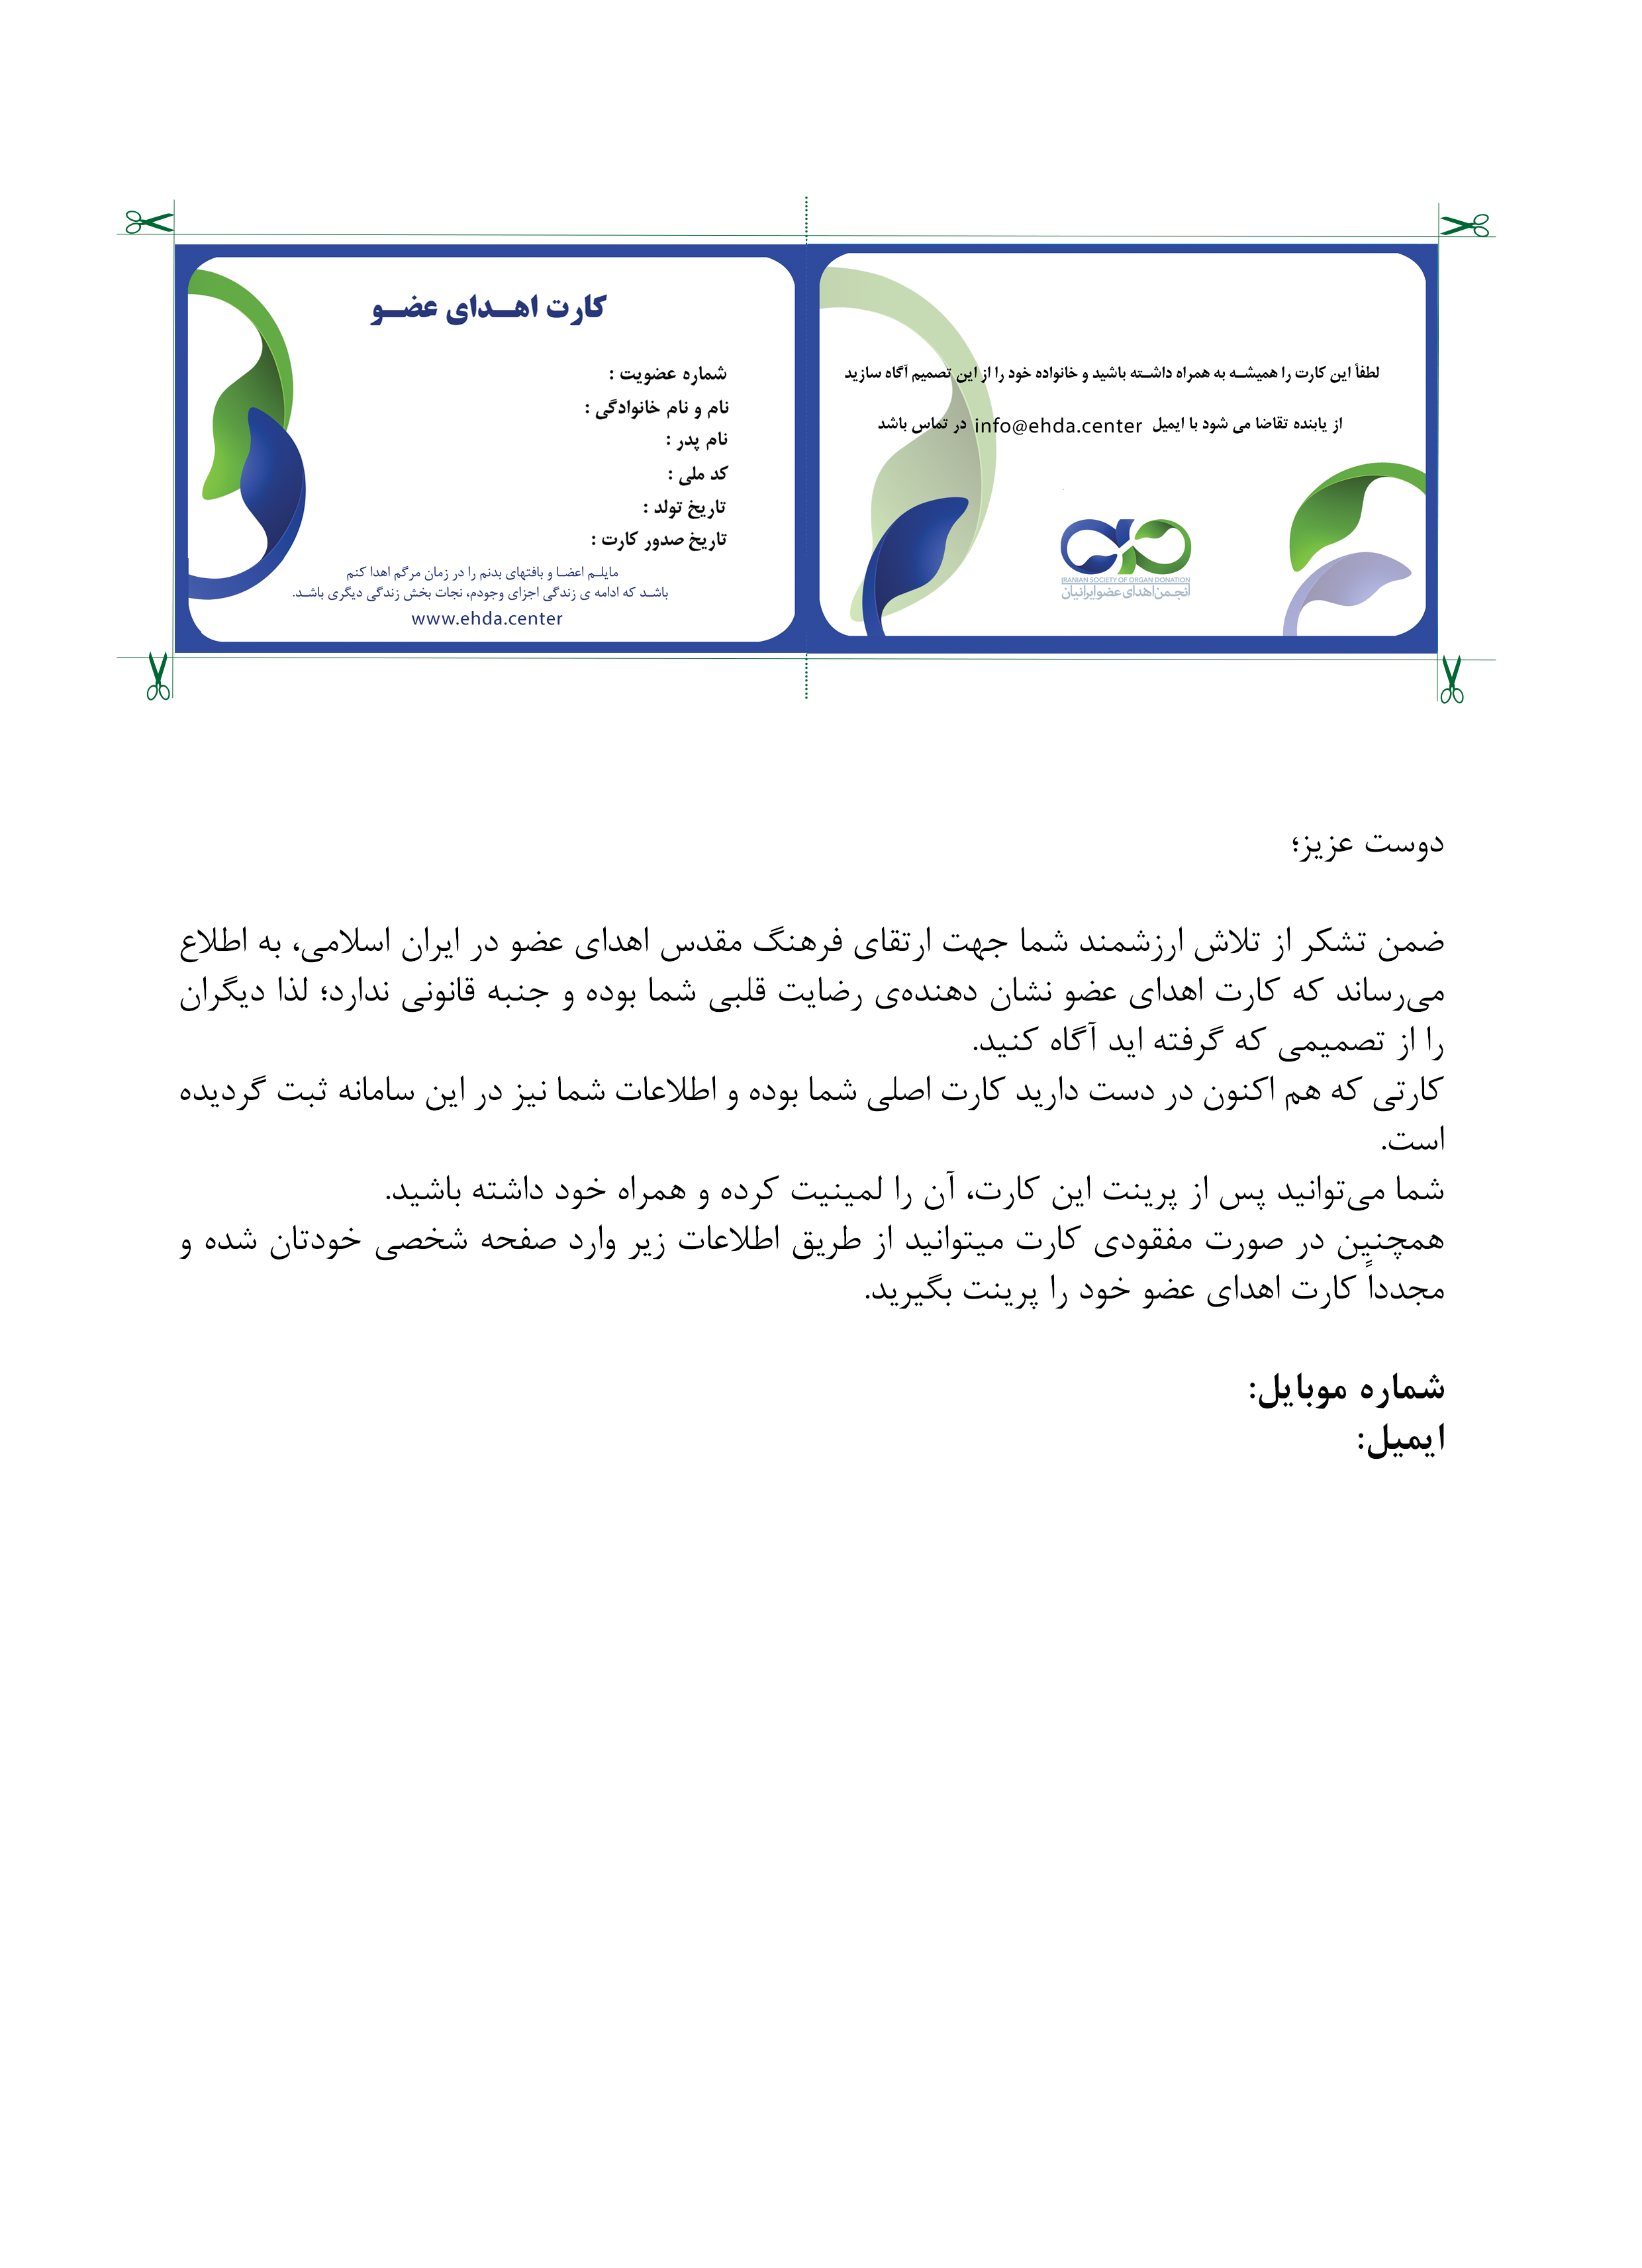 کارت اهـدای عضـو
شماره عضویت :
نام و نام خانوادگی :
نام پدر :
کد ملی :
تاریخ تولد :
تاریخ صدور کارت :
مایلـم اعضـا و بافتهای بدنم را در زمان مرگم اهدا کنم
باشـد که ادامه ی زندگی اجزای وجودم، نجات بخش زندگی دیگری باشـد.
www.ehda.center
لطفاً این کارت را همیشـه به همراه داشـته باشید و خانواده خود را از این تصمیم آگاه سازید
از یابنده تقاضا می شود با ایمیل info@ehda.center در تماس باشد
IRANIAN SOCIETY OF ORGAN DONATION
انجمن اهدای عضو ایرانیان
دوست عزیز؛
ضمن تشکر از تلاش ارزشمند شما جهت ارتقای فرهنگ مقدس اهدای عضو در ایران اسلامی، به اطلاع
می‌رساند که کارت اهدای عضو نشان دهنده‌ی رضایت قلبی شما بوده و جنبه قانونی ندارد؛ لذا دیگران
را از تصمیمی که گرفته اید آگاه کنید.
کارتی که هم اکنون در دست دارید کارت اصلی شما بوده و اطلاعات شما نیز در این سامانه ثبت گردیده
است.
شما می‌توانید پس از پرینت این کارت، آن را لمینیت کرده و همراه خود داشته باشید.
همچنین در صورت مفقودی کارت میتوانید از طریق اطلاعات زیر وارد صفحه شخصی خودتان شده و
مجدداً کارت اهدای عضو خود را پرینت بگیرید.
شماره موبایل:
ایمیل: